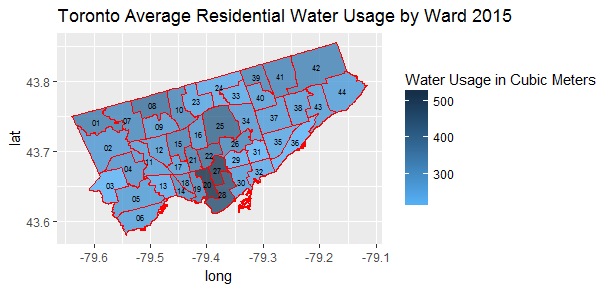 Toronto Average Residential Water Usage by Ward 2015
Water Usage in Cubic Meters
500
400
300
lat
43.8
43.7
43.6
-79.6 -79.5 -79.4 -79.3 -79.2 -79.1
long
42
39 41
24 33 44
08 23 40 43
01 07 10 38
09 25 34 37
16
02 12 15 26 35 36
11 17 21 22 29 31
04 27 32
03 13 18 20 30
14 19 28
05
06